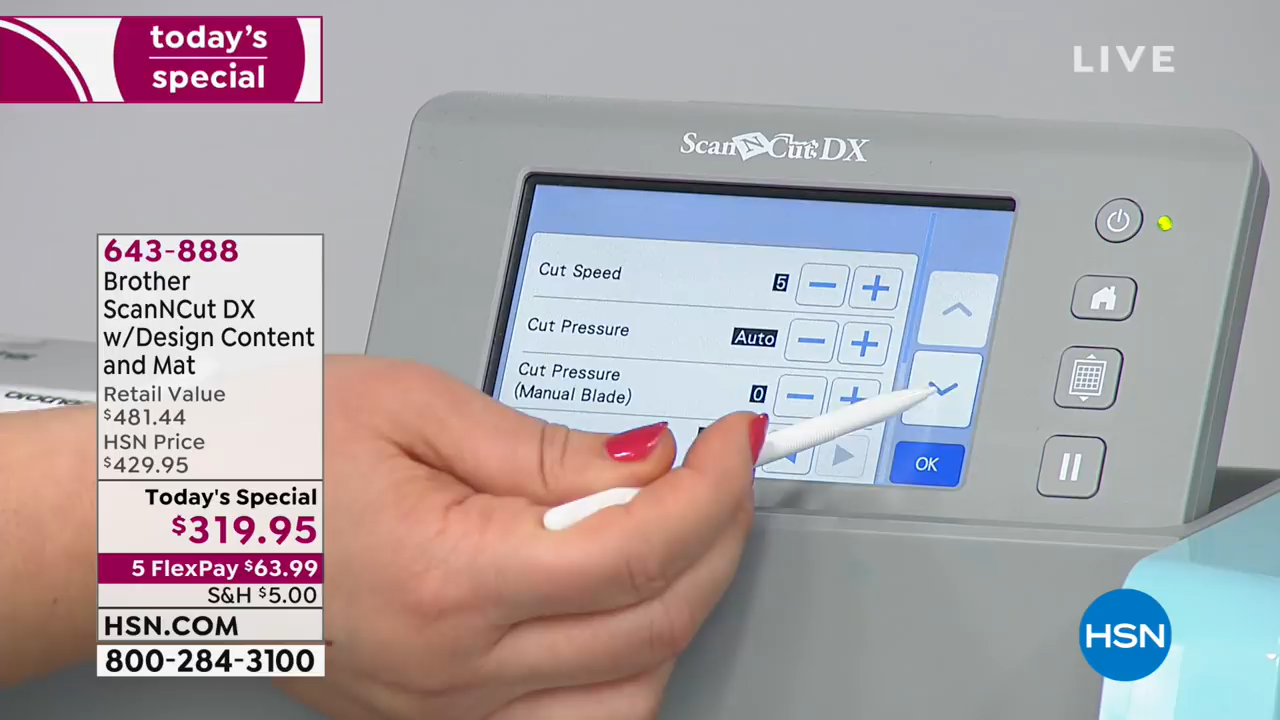 today's
special
LIVE
643-888
Brother
ScanNCut DX
w/Design Content
and Mat
Retail Value
$481.44
HSN Price
$429.95
Today's Special
$319.95
5 FlexPay $63.99
S&H $5.00
HSN.COM
800-284-3100
ScanNCut DX
Cut Speed
5
Cut Pressure
Auto
Cut Pressure
(Manual Blade)
0
OK
brother
HSN